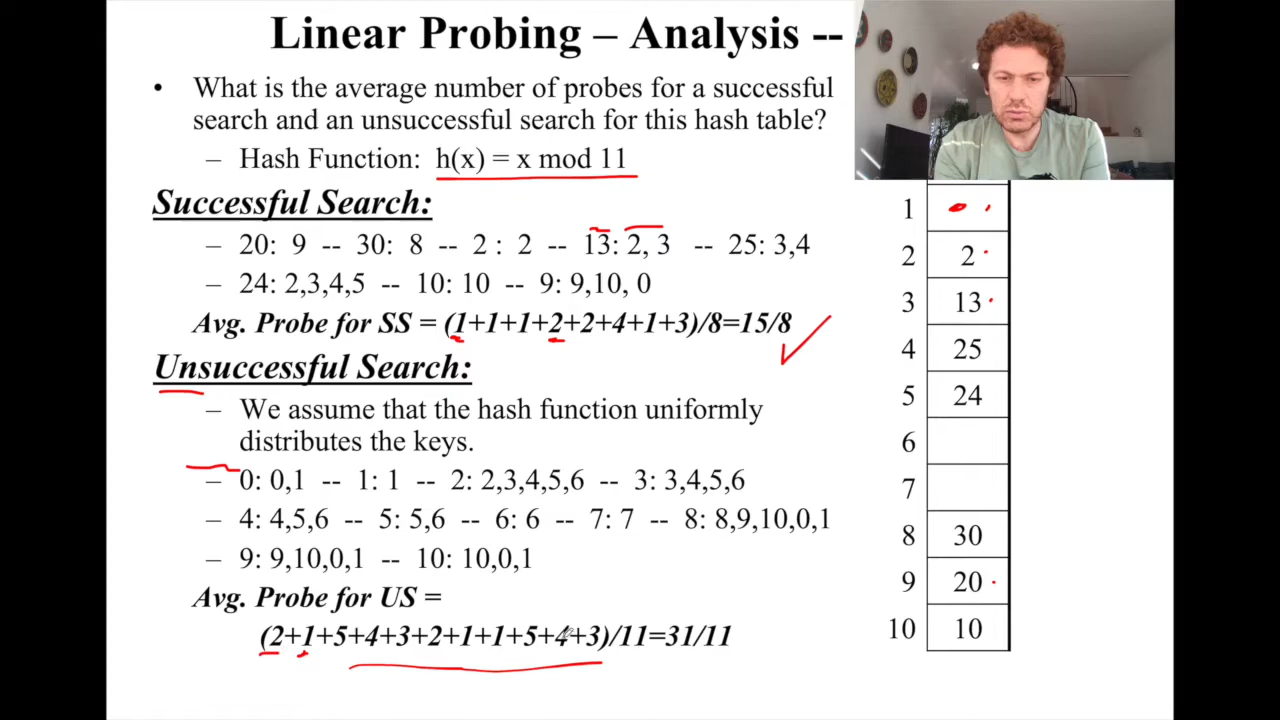 Linear Probing – Analysis --
• What is the average number of probes for a successful
search and an unsuccessful search for this hash table?
– Hash Function: h(x) = x mod 11
Successful Search:
– 20: 9 -- 30: 8 -- 2 : 2 -- 13: 2, 3 -- 25: 3,4
– 24: 2,3,4,5 -- 10: 10 -- 9: 9,10, 0
Avg. Probe for SS = (1+1+1+2+2+4+1+3)/8=15/8
Unsuccessful Search:
– We assume that the hash function uniformly
distributes the keys.
– 0: 0,1 -- 1: 1 -- 2: 2,3,4,5,6 -- 3: 3,4,5,6
– 4: 4,5,6 -- 5: 5,6 -- 6: 6 -- 7: 7 -- 8: 8,9,10,0,1
– 9: 9,10,0,1 -- 10: 10,0,1
Avg. Probe for US =
(2+1+5+4+3+2+1+1+5+4+3)/11=31/11
1
2 2
3 13
4 25
5 24
6
7
8 30
9 20
10 10